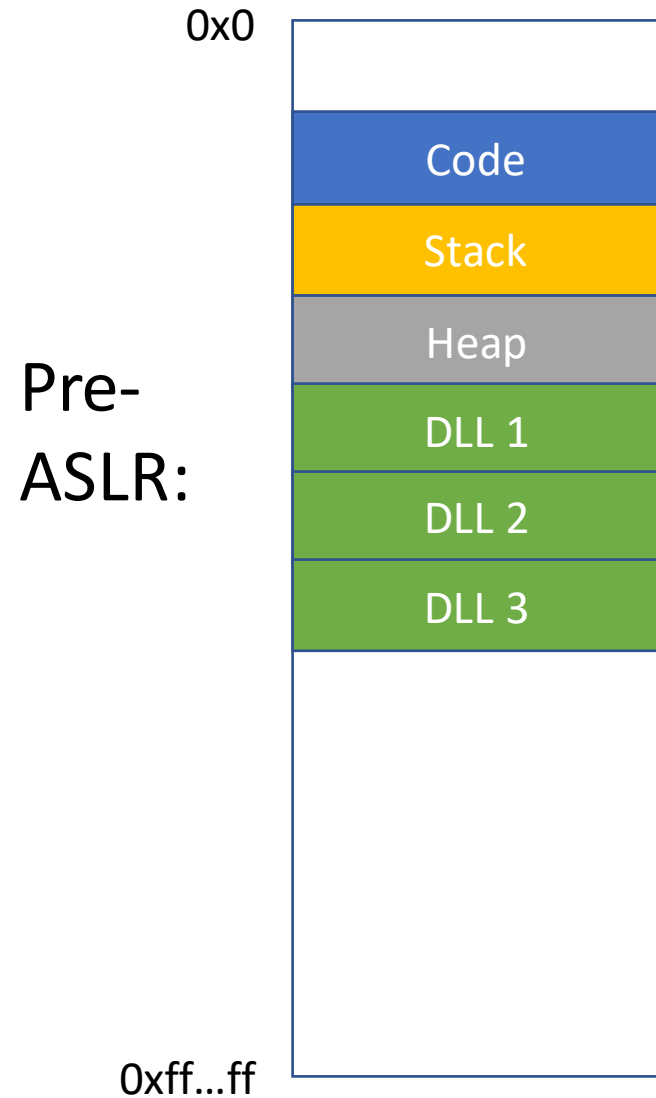 0x0
Code
Stack
Heap
Pre-
ASLR:
DLL 1
DLL 2
DLL 3
0xff...ff